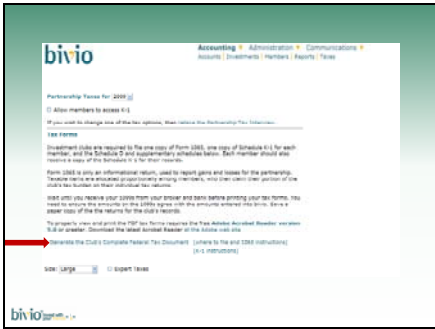 bivio
Accounting Administration Communications
Accounts | Investments | Members | Reports | Taxes
Partnership Taxes for 2009
Allow members to access K-1
If you wish to change one of the tax options, then retake the Partnership Tax Interview.
Tax Forms
Investment clubs are required to file one copy of Form 1065, one copy of Schedule K-1 for each
member, and the Schedule D and supplementary schedules below. Each member should also
receive a copy of the Schedule K-1 for their records.
Form 1065 is only an informational return, used to report gains and losses for the partnership.
Taxable items are allocated proportionally among members, who then claim their portion of the
club's tax burden on their individual tax returns.
Wait until you receive your 1099s from your broker and bank before printing your tax forms. You
need to ensure the amounts on the 1099s agree with the amounts entered into bivio. Save a
paper copy of the tax returns for the club's records.
To properly view and print the PDF tax forms requires the free Adobe Acrobat Reader version
5.0 or greater. Download the latest Acrobat Reader at the Adobe web site
Generate the Club's Complete Federal Tax Document (where to file and 1065 instructions)
(K-1 instructions)
Size: Large Expert Taxes
bivio